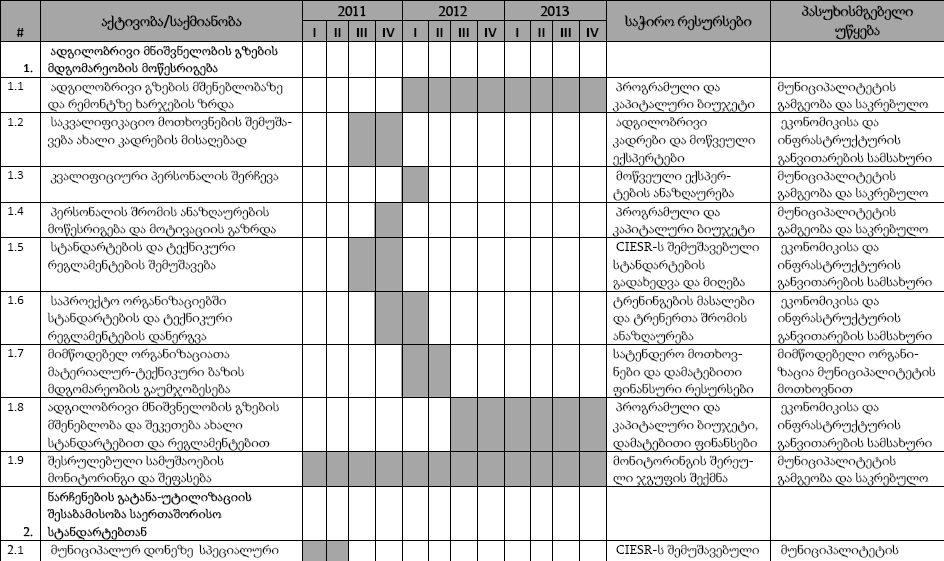 # აქტივობა/საქმიანობა 2011 2012 2013 საჭირო რესურსები პასუხისმგებელი
უწყება
I II III IV I II III IV I II III IV
1. ადგილობრივი მნიშვნელობის გზების
მდგომარეობის მოწესრიგება
1.1 ადგილობრივი გზების მშენებლობაზე
და რემონტზე ხარჯების ზრდა
პროგრამული და
კაპიტალური ბიუჯეტი
მუნიციპალიტეტის
გამგეობა და საკრებულო
1.2 საკვალიფიკაციო მოთხოვნების შემუშა-
ვება ახალი კადრების მისაღებად
ადგილობრივი
კადრები და მოწვეული
ექსპერტები
ეკონომიკისა და
ინფრასტრუქტურის
განვითარების სამსახური
1.3 კვალიფიციური პერსონალის შერჩევა
მოწვეული ექსპერ-
ტების ანაზღაურება
მუნიციპალიტეტის
გამგეობა და საკრებულო
1.4 პერსონალის შრომის ანაზღაურების
მოწესრიგება და მოტივაციის გაზრდა
პროგრამული და
კაპიტალური ბიუჯეტი
მუნიციპალიტეტის
გამგეობა და საკრებულო
1.5 სტანდარტების და ტექნიკური
რეგლამენტების შემუშავება
CIESR-ს შემუშავებული
სტანდარტების
გადახედვა და მიღება
ეკონომიკისა და
ინფრასტრუქტურის
განვითარების სამსახური
1.6 საპროექტო ორგანიზაციებში
სტანდარტების და ტექნიკური
რეგლამენტების დანერგვა
ტრენინგების მასალები
და ტრენერთა შრომის
ანაზღაურება
ეკონომიკისა და
ინფრასტრუქტურის
განვითარების სამსახური
1.7 მიმწოდებელ ორგანიზაციათა
მატერიალურ-ტექნიკური ბაზის
მდგომარეობის გაუმჯობესება
სატენდერო მოთხოვ-
ნები და დამატებითი
ფინანსური რესურსები
მიმწოდებელი ორგანი-
ზაცია მუნიციპალიტეტის
მოთხოვნით
1.8 ადგილობრივი მნიშვნელობის გზების
მშენებლობა და შეკეთება ახალი
სტანდარტებით და რეგლამენტებით
პროგრამული და
კაპიტალური ბიუჯეტი,
დამატებითი ფინანსები
ეკონომიკისა და
ინფრასტრუქტურის
განვითარების სამსახური
1.9 შესრულებული სამუშაოების
მონიტორინგი და შეფასება
მონიტორინგის შერეუ-
ლი ჯგუფის შექმნა
მუნიციპალიტეტის
გამგეობა და საკრებულო
2. ნარჩენების გატანა-უტილიზაციის
შესაბამისობა საერთაშორისო
სტანდარტებთან
2.1 მუნიციპალურ დონეზე სპეციალური CIESR-ს შემუშავებული მუნიციპალიტეტის